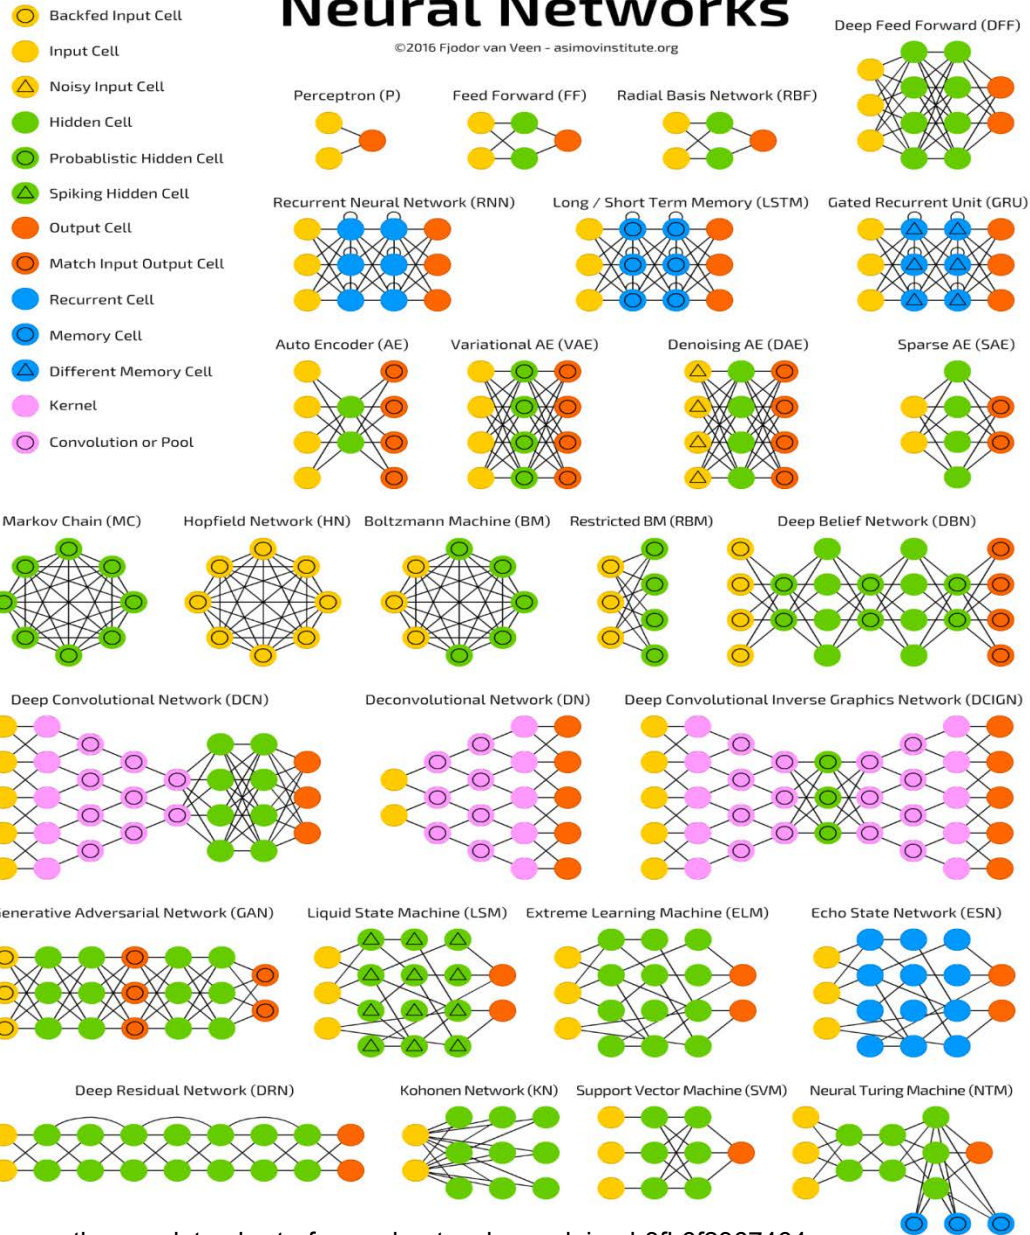 Neural Networks
©2016 Fjodor van Veen - asimovinstitute.org
Backfed Input Cell
Input Cell
Noisy Input Cell
Hidden Cell
Probablistic Hidden Cell
Spiking Hidden Cell
Output Cell
Match Input Output Cell
Recurrent Cell
Memory Cell
Different Memory Cell
Kernel
Convolution or Pool
Deep Feed Forward (DFF)
Perceptron (P) Feed Forward (FF) Radial Basis Network (RBF)
Recurrent Neural Network (RNN) Long / Short Term Memory (LSTM) Gated Recurrent Unit (GRU)
Auto Encoder (AE) Variational AE (VAE) Denoising AE (DAE) Sparse AE (SAE)
Markov Chain (MC) Hopfield Network (HN) Boltzmann Machine (BM) Restricted BM (RBM) Deep Belief Network (DBN)
Deep Convolutional Network (DCN) Deconvolutional Network (DN) Deep Convolutional Inverse Graphics Network (DCIGN)
enerative Adversarial Network (GAN) Liquid State Machine (LSM) Extreme Learning Machine (ELM) Echo State Network (ESN)
Deep Residual Network (DRN) Kohonen Network (KN) Support Vector Machine (SVM) Neural Turing Machine (NTM)